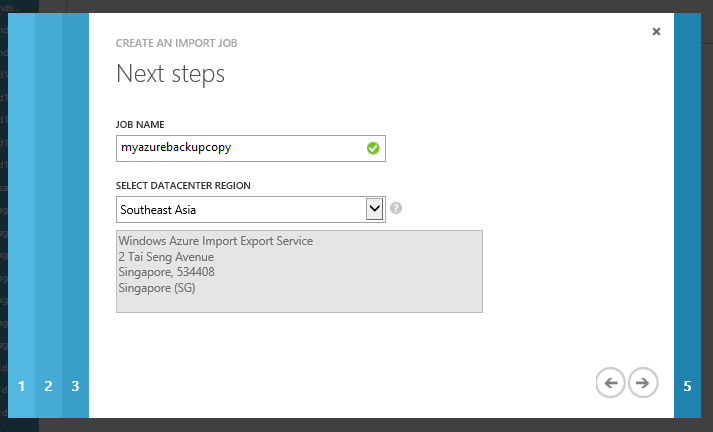 CREATE AN IMPORT JOB
Next steps
JOB NAME
myazurebackupcopy
SELECT DATACENTER REGION
Southeast Asia
?
Windows Azure Import Export Service
2 Tai Seng Avenue
Singapore, 534408
Singapore (SG)
1 2 3 5